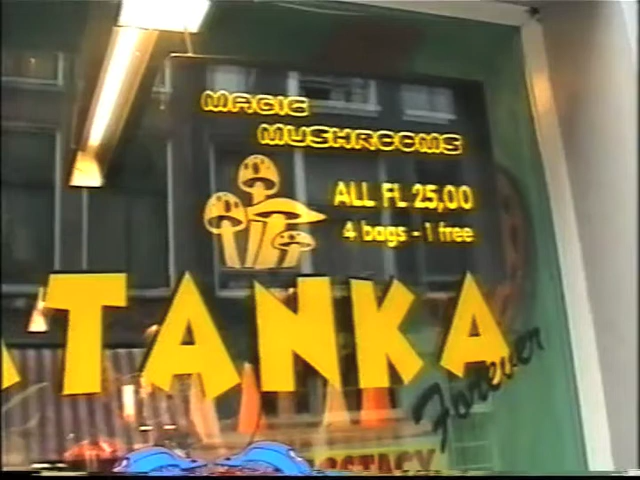 MAGIC
MUSHROOMS
ALL FL 25,00
4 bags - 1 free
TANKA
Forever
ECSTACY